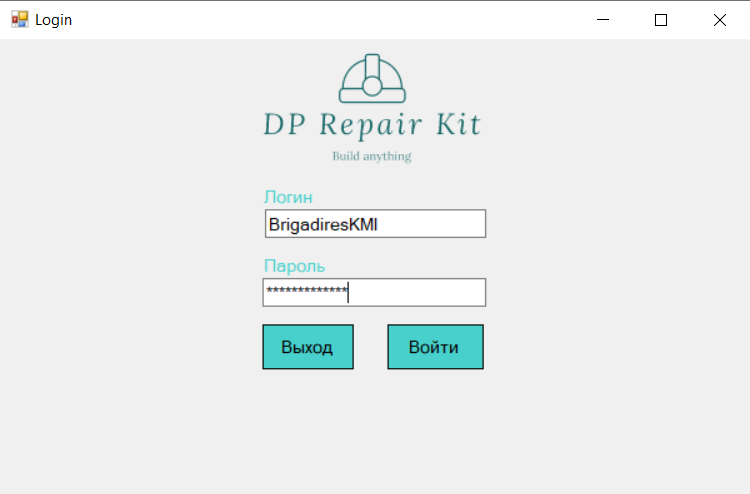 Login
DP Repair Kit
Build anything
Логин
BrigadiresKMI
Пароль
*************
Выход
Войти